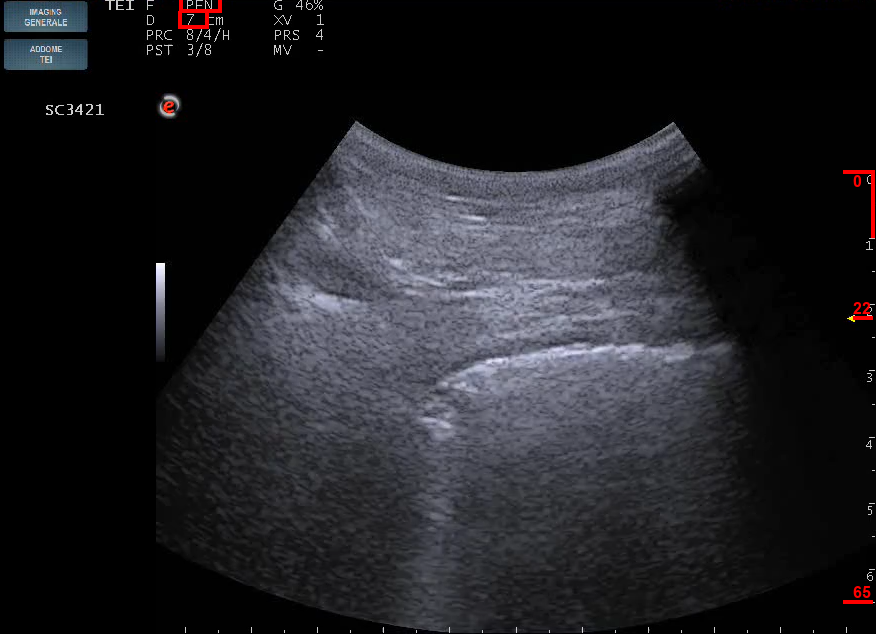 IMAGING
GENERALE
ADDOME
TEI
TEI F PEN G 46%
D 7 cm XV 1
PRC 8/4/H PRS 4
PST 3/8 MV -
SC3421
e
0 0
1
22
3
4
5
6
65